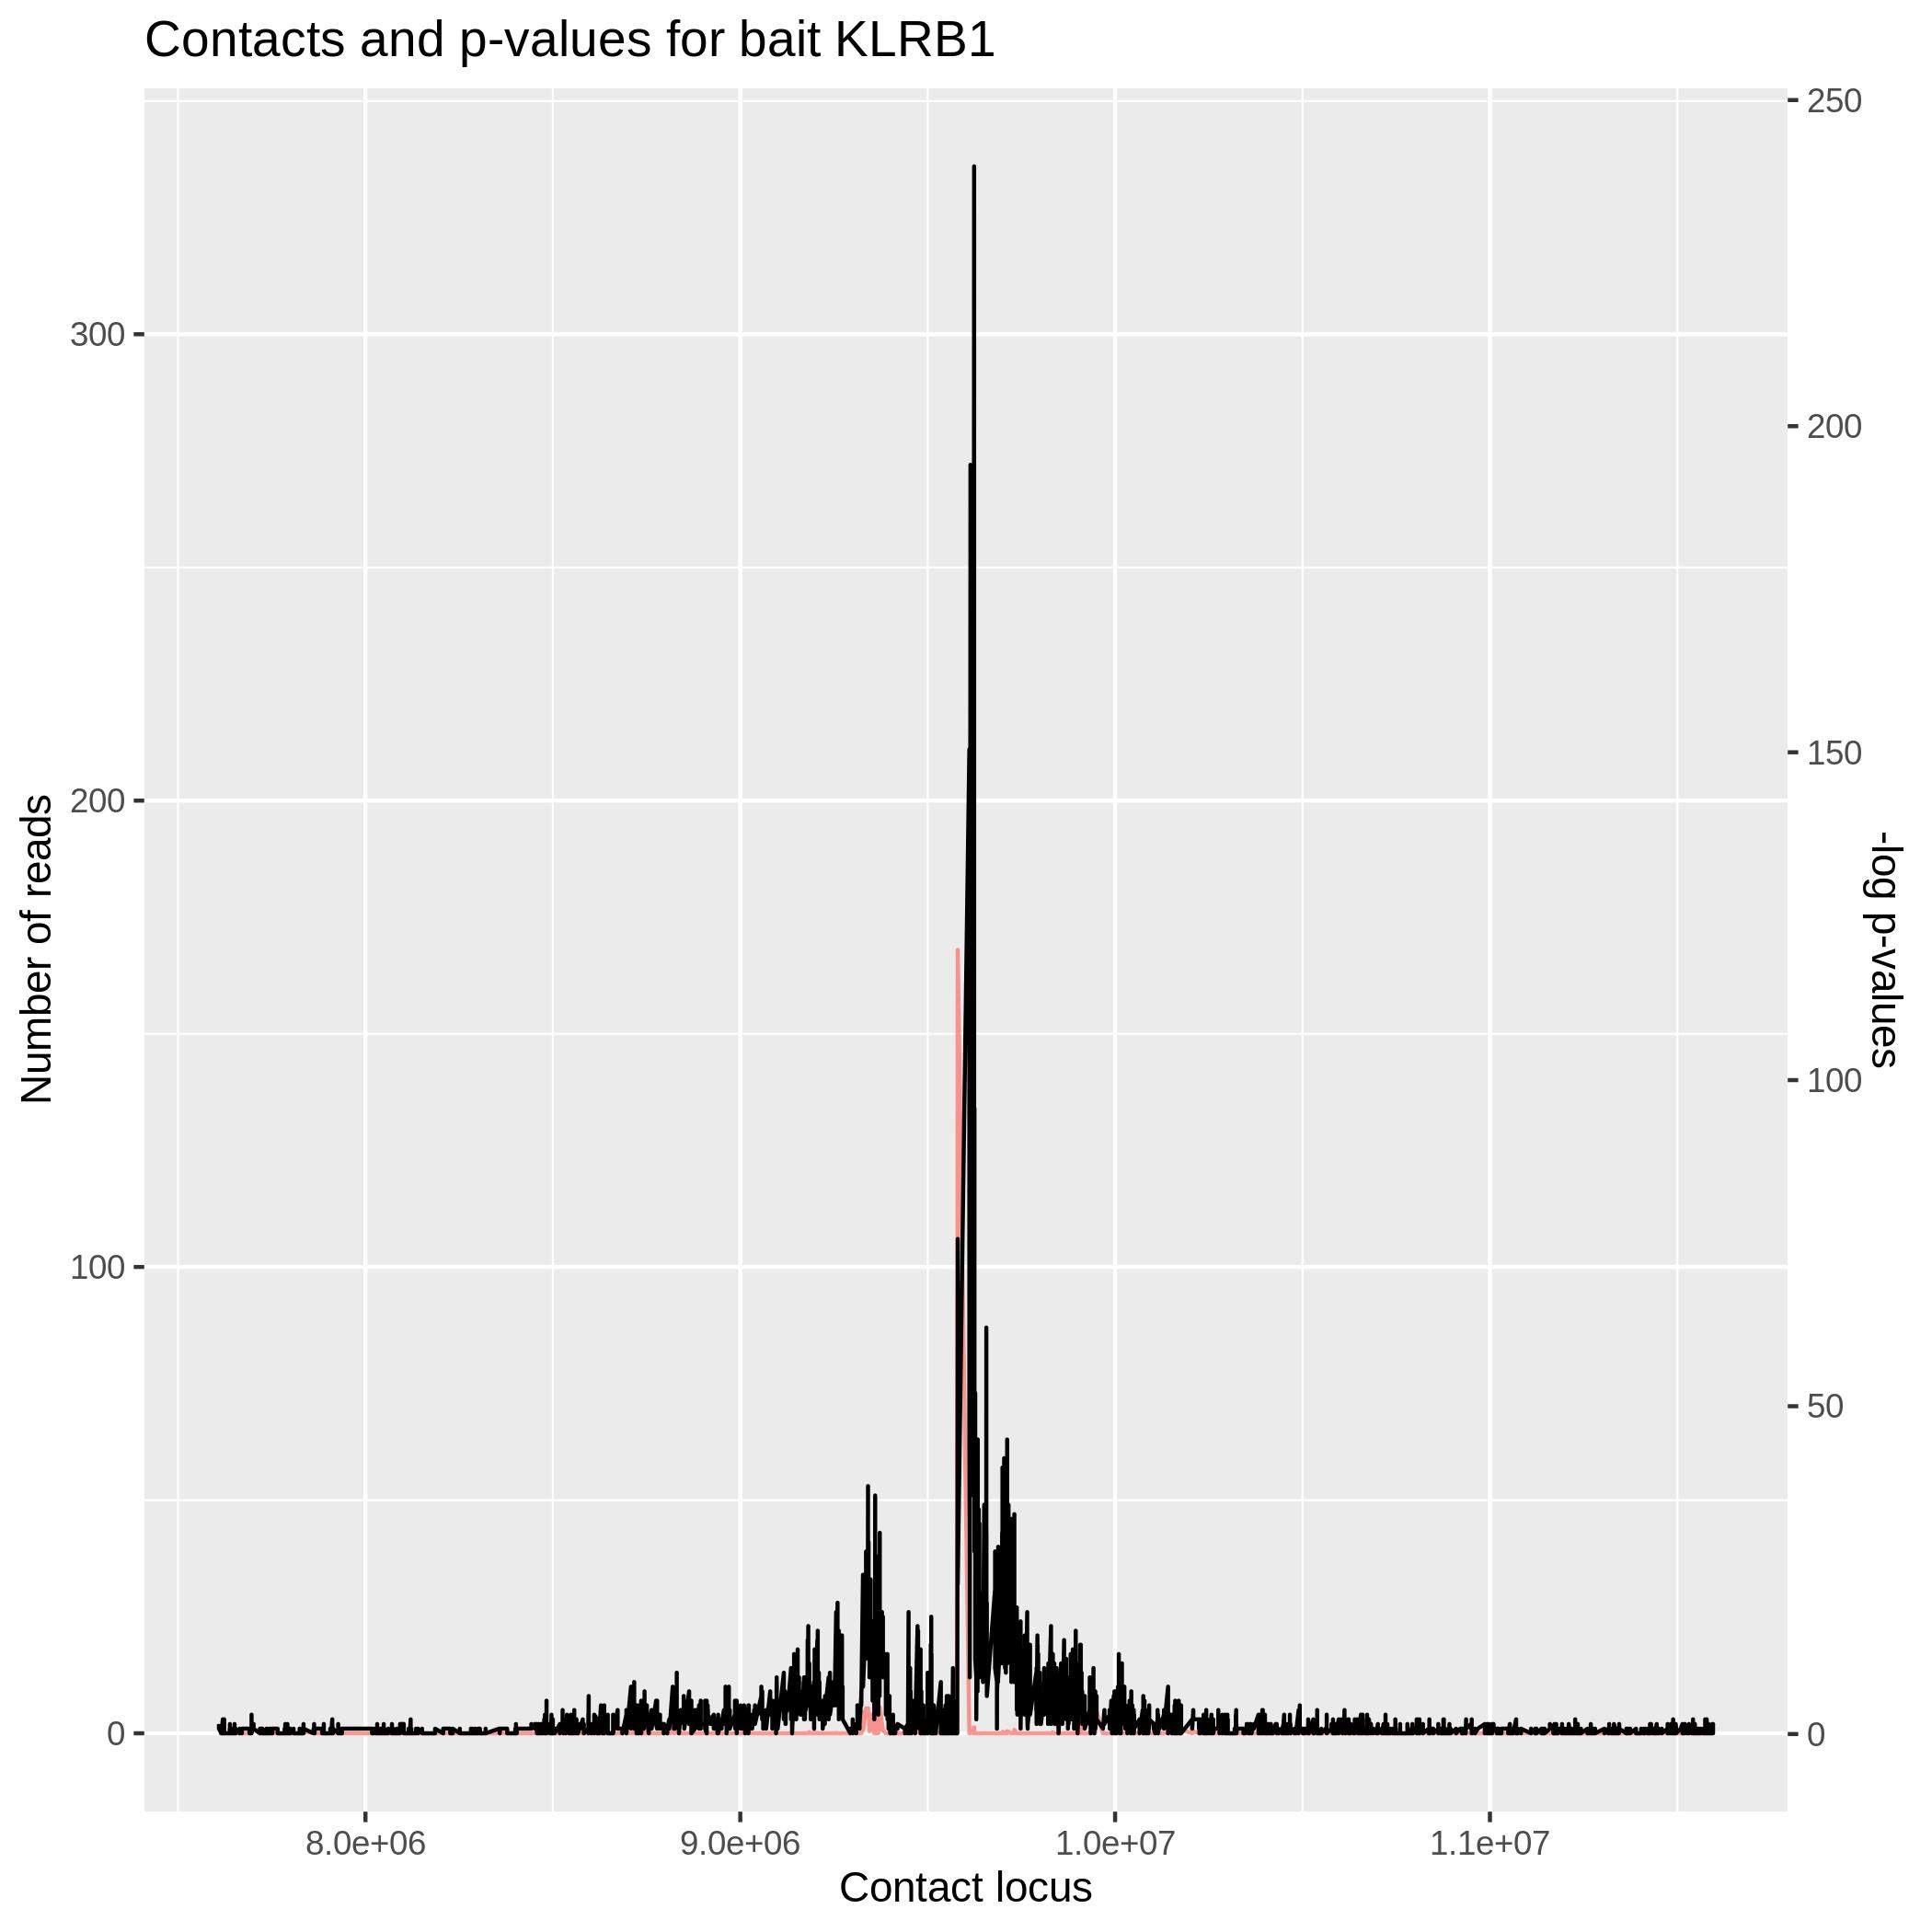 Contacts and p-values for bait KLRB1
Number of reads
300
200
100
0
250
200
150
100
50
0
-log p-values
8.0e+06 9.0e+06 1.0e+07 1.1e+07
Contact locus